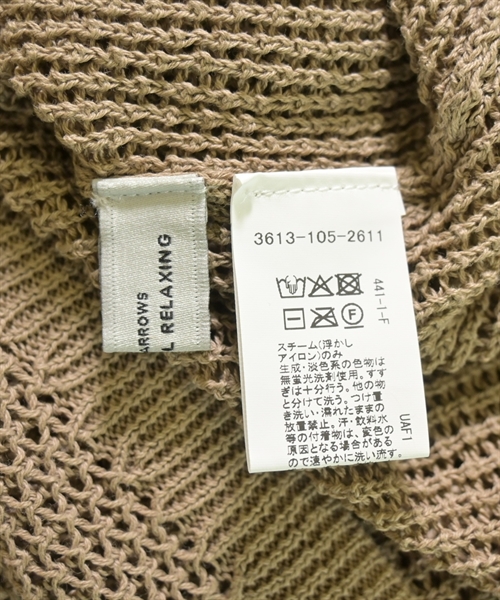 ARROWS
L RELAXING
3613-105-2611
441-1-F
スチーム(浮かし
アイロン)のみ
生成・淡色系の色物は
無蛍光洗剤使用。すす
ぎは十分行う。他の物
と分けて洗う。つけ置
き洗い・濡れたままの
放置禁止。汗・飲料水
等の付着物は、変色の
原因となる場合がある
ので速やかに洗い流す。
UAF1